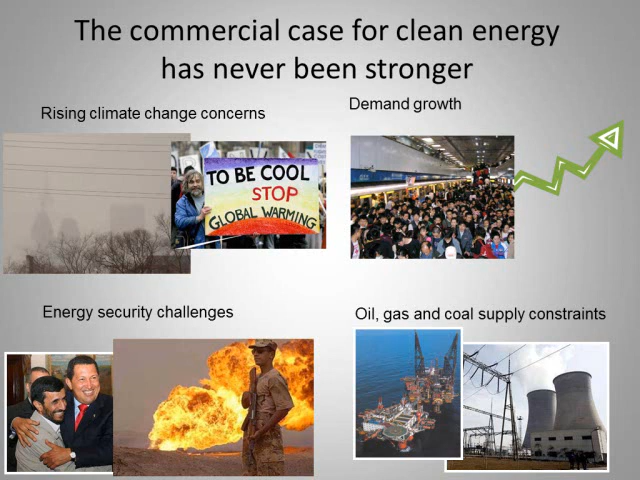 The commercial case for clean energy
has never been stronger
Rising climate change concerns
Demand growth
TO BE COOL
STOP
GLOBAL WARMING
Energy security challenges
Oil, gas and coal supply constraints